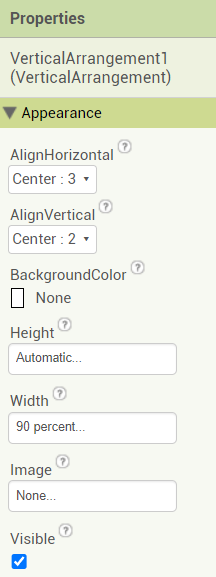 Properties
VerticalArrangement1
(VerticalArrangement)
Appearance
AlignHorizontal ?
Center : 3
AlignVertical ?
Center : 2
BackgroundColor ?
None
Height ?
Automatic...
Width ?
90 percent...
Image ?
None...
Visible ?